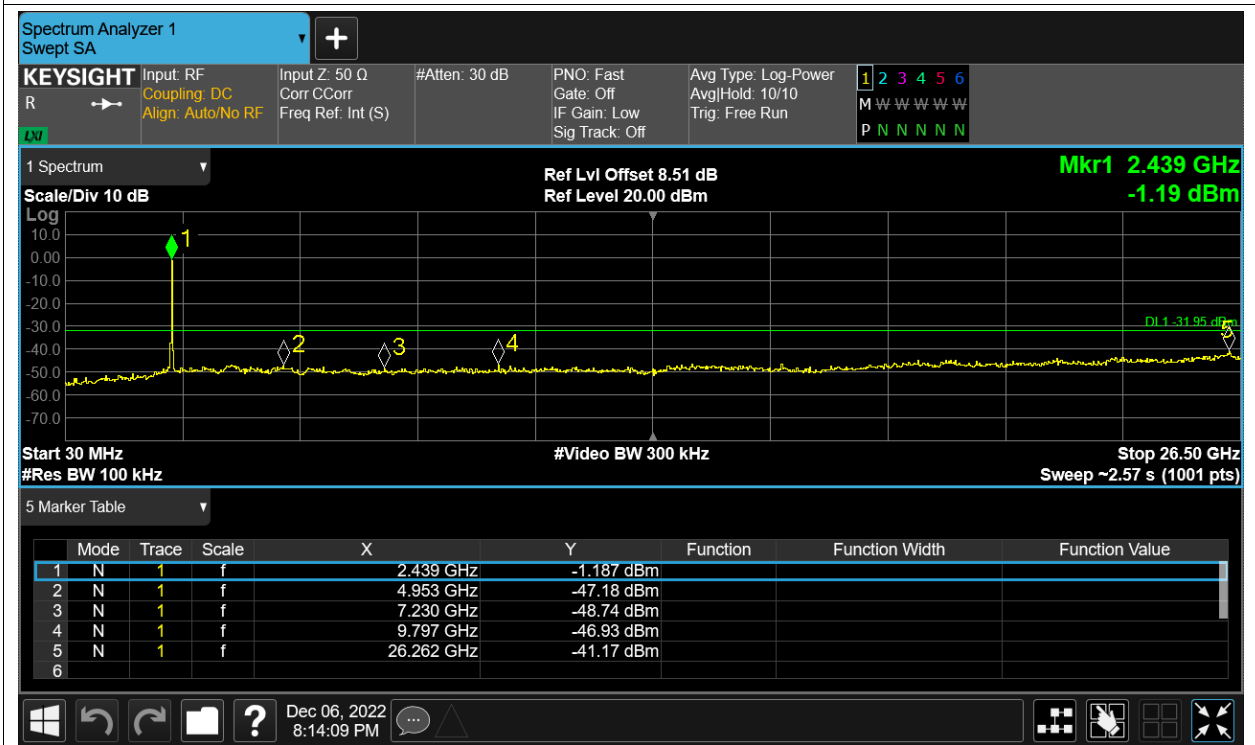 Spectrum Analyzer 1
Swept SA
KEYSIGHT
R
LXI
Input: RF
Coupling: DC
Align: Auto/No RF
Input Z: 50 Ω
Corr CCorr
Freq Ref: Int (S)
#Atten: 30 dB
PNO: Fast
Gate: Off
IF Gain: Low
Sig Track: Off
Avg Type: Log-Power
Avg|Hold: 10/10
Trig: Free Run
1 2 3 4 5 6
M W W W W W
P N N N N N
1 Spectrum
Scale/Div 10 dB
Ref Lvl Offset 8.51 dB
Ref Level 20.00 dBm
Mkr1 2.439 GHz
-1.19 dBm
Log
10.0
0.00
-10.0
-20.0
-30.0
-40.0
-50.0
-60.0
-70.0
1
2
3
4
5
DL1 -31.95 dBm
Start 30 MHz
#Res BW 100 kHz
#Video BW 300 kHz
Stop 26.50 GHz
Sweep ~2.57 s (1001 pts)
5 Marker Table
Mode Trace Scale X Y Function Function Width Function Value
1 N 1 f 2.439 GHz -1.187 dBm
2 N 1 f 4.953 GHz -47.18 dBm
3 N 1 f 7.230 GHz -48.74 dBm
4 N 1 f 9.797 GHz -46.93 dBm
5 N 1 f 26.262 GHz -41.17 dBm
6
?
Dec 06, 2022
8:14:09 PM